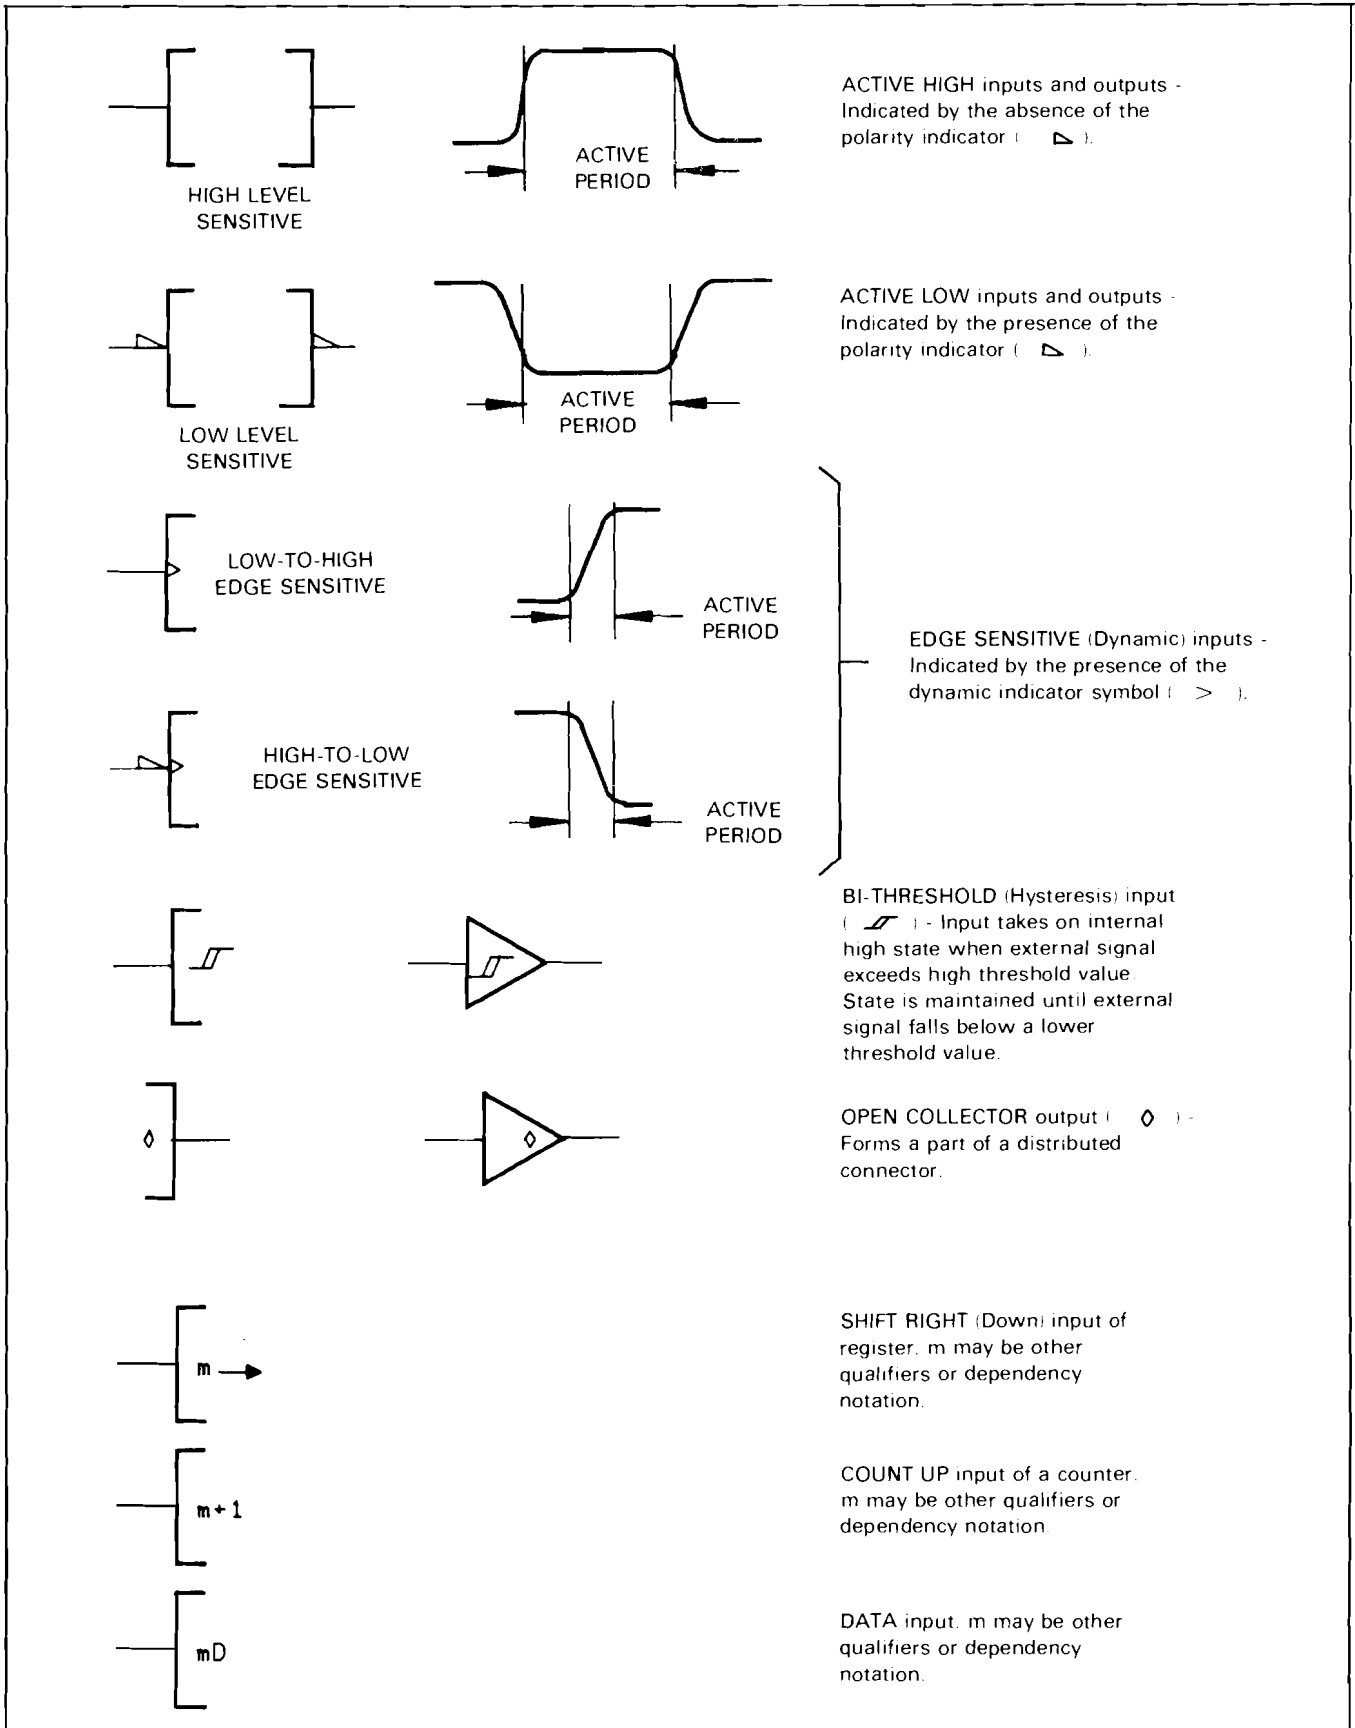 ACTIVE HIGH inputs and outputs -
Indicated by the absence of the
polarity indicator ( ).
ACTIVE
PERIOD
HIGH LEVEL
SENSITIVE
ACTIVE LOW inputs and outputs -
Indicated by the presence of the
polarity indicator ( ).
ACTIVE
PERIOD
LOW LEVEL
SENSITIVE
LOW-TO-HIGH
EDGE SENSITIVE
ACTIVE
PERIOD
EDGE SENSITIVE (Dynamic) inputs -
Indicated by the presence of the
dynamic indicator symbol ( > ).
HIGH-TO-LOW
EDGE SENSITIVE
ACTIVE
PERIOD
BI-THRESHOLD (Hysteresis) input
( ) - Input takes on internal
high state when external signal
exceeds high threshold value.
State is maintained until external
signal falls below a lower
threshold value.
OPEN COLLECTOR output ( ◊ ) -
Forms a part of a distributed
connector.
m
SHIFT RIGHT (Down) input of
register. m may be other
qualifiers or dependency
notation.
m+1
COUNT UP input of a counter.
m may be other qualifiers or
dependency notation.
mD
DATA input. m may be other
qualifiers or dependency
notation.